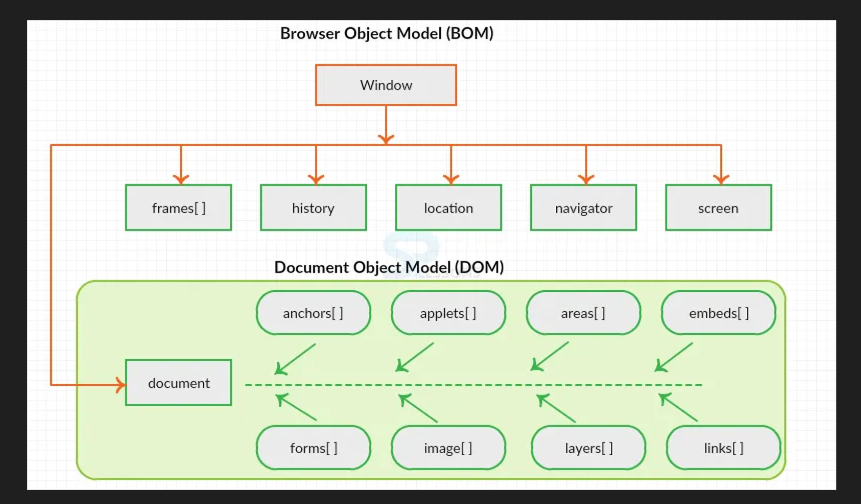 Browser Object Model (BOM)
Window
frames[ ]
history
location
navigator
screen
Document Object Model (DOM)
anchors[ ]
applets[ ]
areas[ ]
embeds[ ]
document
forms[ ]
image[ ]
layers[ ]
links[ ]